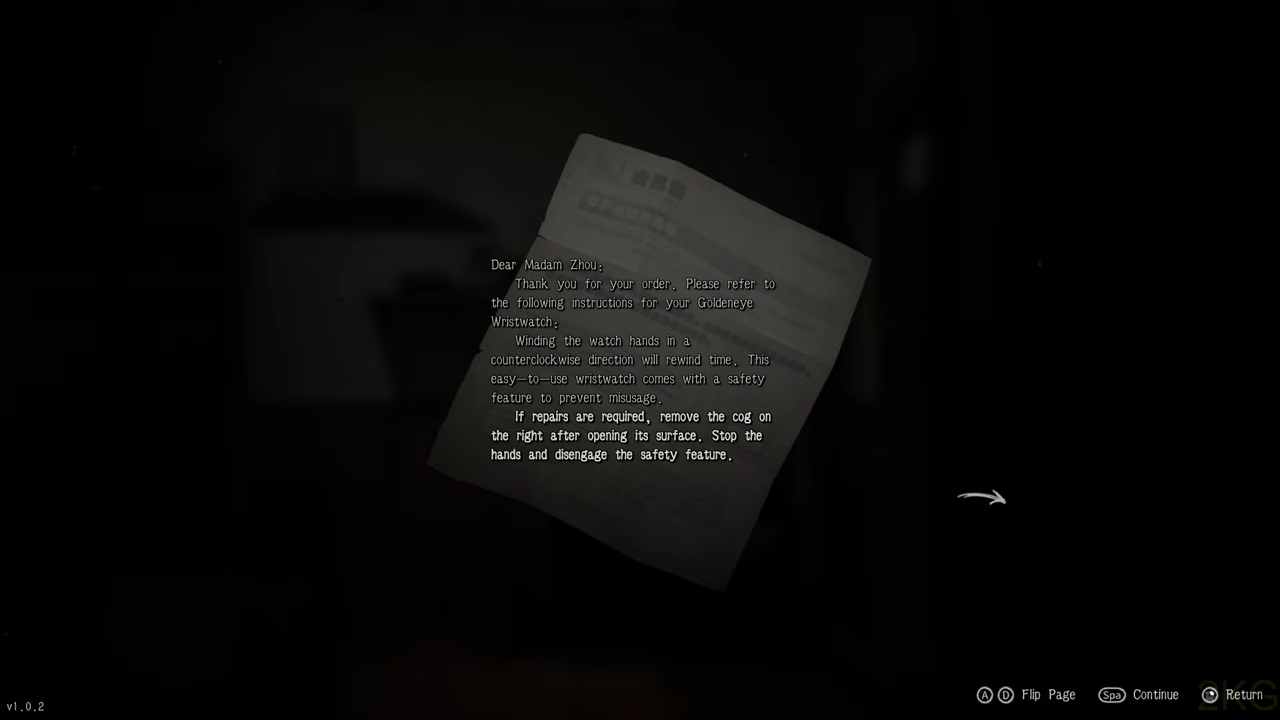 Dear Madam Zhou:
Thank you for your order. Please refer to
the following instructions for your Goldeneye
Wristwatch:
Winding the watch hands in a
counterclockwise direction will rewind time. This
easy—to—use wristwatch comes with a safety
feature to prevent misusage.
If repairs are required, remove the cog on
the right after opening its surface. Stop the
hands and disengage the safety feature.
A D Flip Page Spa Continue Return
v1.0.2
2KG